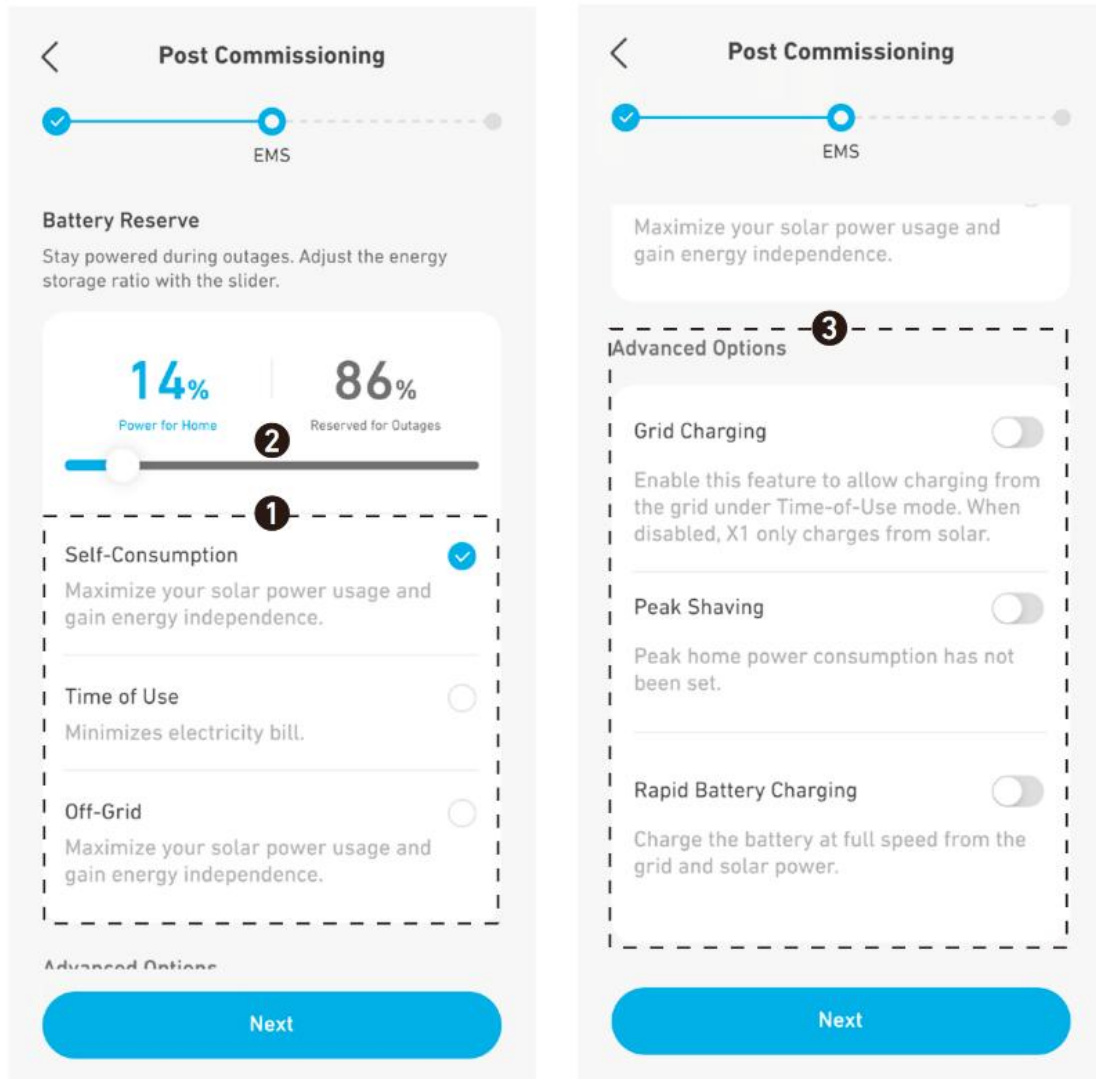 Post Commissioning
EMS
Battery Reserve
Stay powered during outages. Adjust the energy
storage ratio with the slider.
14%
86%
Power for Home
Reserved for Outages
2
1
Self-Consumption
Maximize your solar power usage and
gain energy independence.
Time of Use
Minimizes electricity bill.
Off-Grid
Maximize your solar power usage and
gain energy independence.
Advanced Options
Next
Post Commissioning
EMS
Maximize your solar power usage and
gain energy independence.
3
Advanced Options
Grid Charging
Enable this feature to allow charging from
the grid under Time-of-Use mode. When
disabled, X1 only charges from solar.
Peak Shaving
Peak home power consumption has not
been set.
Rapid Battery Charging
Charge the battery at full speed from the
grid and solar power.
Next